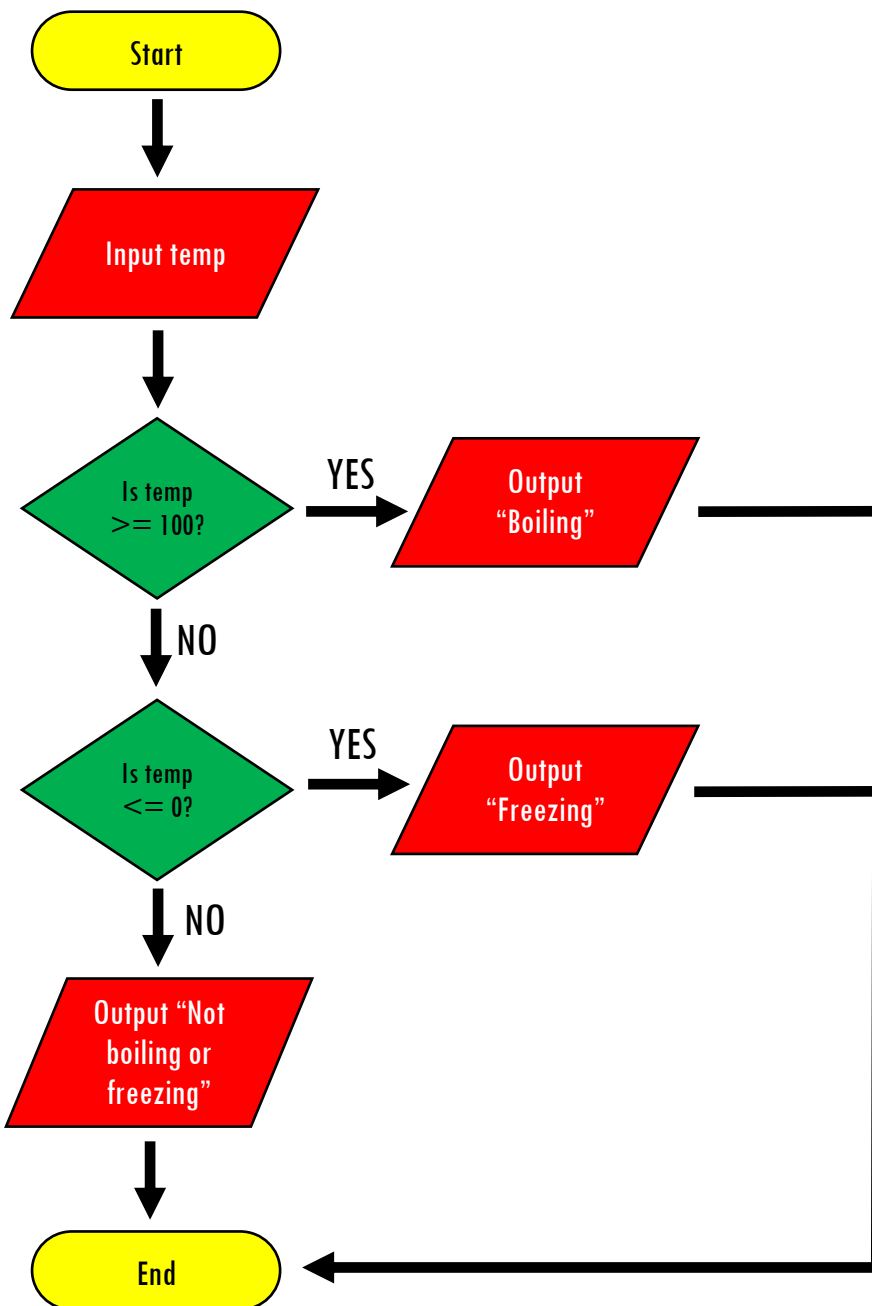 Start
Input temp
Is temp
>= 100?
YES
Output
“Boiling”
NO
Is temp
<= 0?
YES
Output
“Freezing”
NO
Output “Not
boiling or
freezing”
End